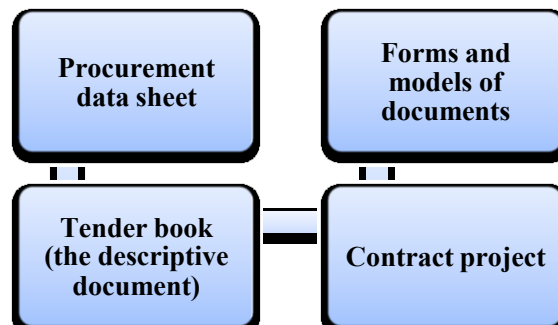 Procurement
data sheet
Forms and
models of
documents
Tender book
(the descriptive
document)
Contract project